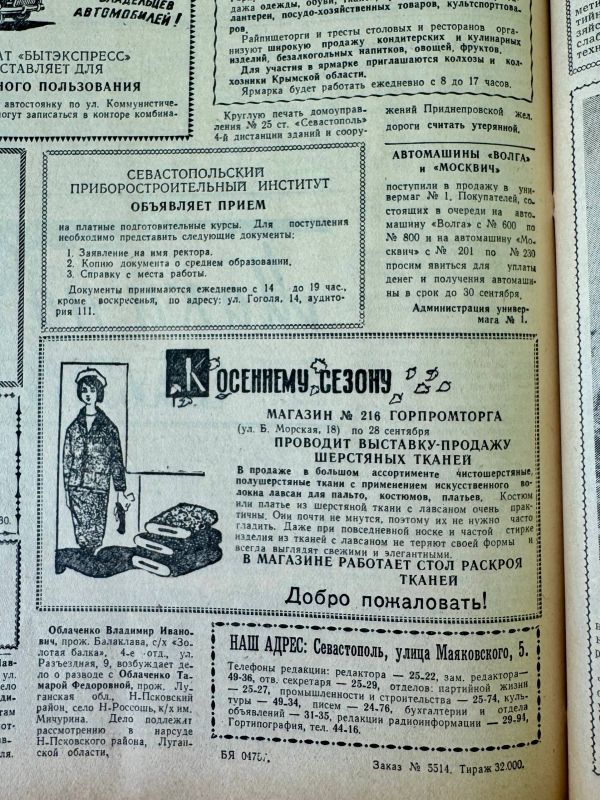 ВЛАДЕЛЬЦЕВ
АВТОМОБИЛЕЙ!
АТ «БЫТЭКСПРЕСС»
СТАВЛЯЕТ ДЛЯ
НОГО ПОЛЬЗОВАНИЯ
автостоянку по ул. Коммунистиче-
могут записаться в конторе комбина-
дажа одежды, обуви, культспортова-
лантереи, посудо-хозяйственных товаров,
Райпищеторги и тресты столовых и ресторанов орга-
низуют широкую продажу кондитерских и кулинарных
изделий, безалкогольных напитков, овощей, фруктов.
Для участия в ярмарке приглашаются колхозы и кол-
хозники Крымской области.
Ярмарка будет работать ежедневно с 8 до 17 часов.
Круглую печать домоуправ-
ления № 25 ст. «Севастополь»
4-й дистанции зданий и соору-
жений Приднепровской жел.
дороги считать утерянной.
СЕВАСТОПОЛЬСКИЙ
ПРИБОРОСТРОИТЕЛЬНЫЙ ИНСТИТУТ
ОБЪЯВЛЯЕТ ПРИЕМ
на платные подготовительные курсы. Для поступления
необходимо представить следующие документы:
1. Заявление на имя ректора.
2. Копию документа о среднем образовании.
3. Справку с места работы.
Документы принимаются ежедневно с 14 до 19 час.,
кроме воскресенья, по адресу: ул. Гоголя, 14, аудито-
рия 111.
АВТОМАШИНЫ «ВОЛГА»
и «МОСКВИЧ»
поступили в продажу в уни-
вермаг № 1. Покупателей, со-
стоящих в очереди на авто-
машину «Волга» с № 600 по
№ 800 и на автомашину «Мо-
сквич» с № 201 по № 230
просим явиться для уплаты
денег и получения автомаши-
ны в срок до 30 сентября.
Администрация универ-
мага № 1.
К ОСЕННЕМУ СЕЗОНУ
МАГАЗИН № 216 ГОРПРОМТОРГА
(ул. Б. Морская, 18) по 28 сентября
ПРОВОДИТ ВЫСТАВКУ-ПРОДАЖУ
ШЕРСТЯНЫХ ТКАНЕЙ
В продаже в большом ассортименте чистошерстяные,
полушерстяные ткани с применением искусственного во-
локна лавсан для пальто, костюмов, платьев. Костюм
или платье из шерстяной ткани с лавсаном очень прак-
тичны. Они почти не мнутся, поэтому их не нужно часто
гладить. Даже при повседневной носке и частой стирке
изделия из тканей с лавсаном не теряют своей формы и
всегда выглядят свежими и элегантными.
В МАГАЗИНЕ РАБОТАЕТ СТОЛ РАСКРОЯ
ТКАНЕЙ
Добро пожаловать!
Облаченко Владимир Ивано-
вич, прож. Балаклава, с/х «Зо-
лотая балка», 4-е отд., ул.
Разъездная, 9, возбуждает де-
ло о разводе с Облаченко Та-
марой Федоровной, прож. Лу-
ганская обл., Н-Псковский
район, село Н-Россошь, к/х им.
Мичурина. Дело подлежит
рассмотрению в нарсуде
Н-Псковского района, Луган-
ской области,
НАШ АДРЕС: Севастополь, улица Маяковского, 5.
Телефоны редакции: редактора — 25-22, зам. редактора—
49-36, отв. секретаря — 25-29, отделов: партийной жизни
— 25-27, промышленности и строительства — 25-74, куль-
туры — 49-34, писем — 24-76, бухгалтерии и отдела
объявлений — 31-35, редакции радиоинформации — 29-94,
Гортипография, тел. 44-16.
БЯ 04757.
Заказ № 5514. Тираж 32.000.